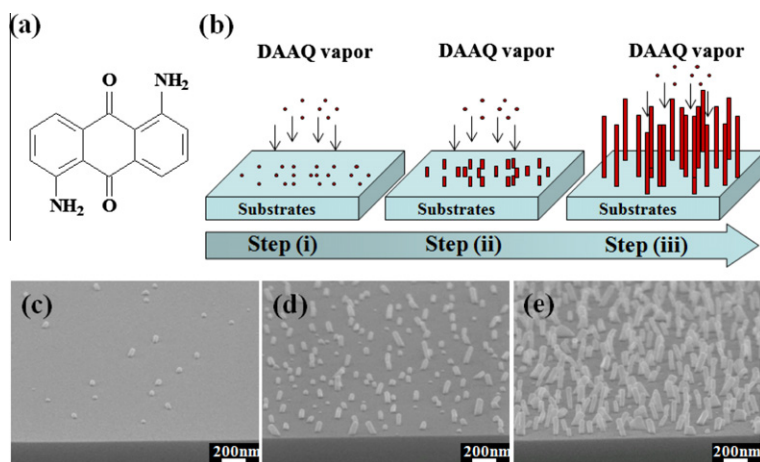 (a)
O
NH2
NH2
O
(b)
DAAQ vapor
DAAQ vapor
DAAQ vapor
Substrates
Substrates
Substrates
Step (i)
Step (ii)
Step (iii)
(c)
200nm
(d)
200nm
(e)
200nm